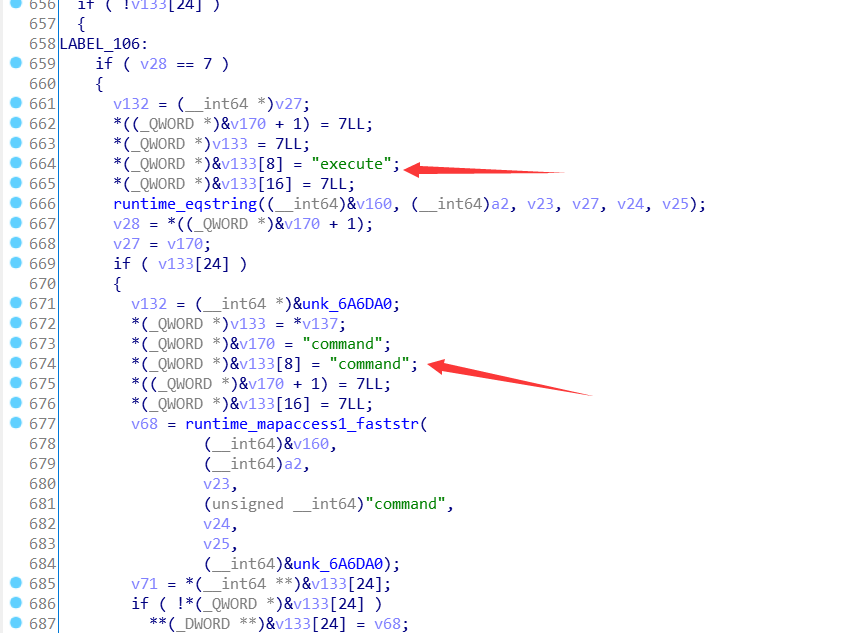 656 if ( !v133[24] )
657 {
658 LABEL_106:
659 if ( v28 == 7 )
660 {
661 v132 = (__int64 *)v27;
662 *((_QWORD *)&v170 + 1) = 7LL;
663 *(_QWORD *)v133 = 7LL;
664 *(_QWORD *)&v133[8] = "execute";
665 *(_QWORD *)&v133[16] = 7LL;
666 runtime_eqstring((__int64)&v160, (__int64)a2, v23, v27, v24, v25);
667 v28 = *((_QWORD *)&v170 + 1);
668 v27 = v170;
669 if ( v133[24] )
670 {
671 v132 = (__int64 *)&unk_6A6DA0;
672 *(_QWORD *)v133 = *v137;
673 *(_QWORD *)&v170 = "command";
674 *(_QWORD *)&v133[8] = "command";
675 *((_QWORD *)&v170 + 1) = 7LL;
676 *(_QWORD *)&v133[16] = 7LL;
677 v68 = runtime_mapaccess1_faststr(
678 (__int64)&v160,
679 (__int64)a2,
680 v23,
681 (unsigned __int64)"command",
682 v24,
683 v25,
684 (__int64)&unk_6A6DA0);
685 v71 = *(__int64 **)&v133[24];
686 if ( !*(_QWORD *)&v133[24] )
687 **(_DWORD **)&v133[24] = v68;